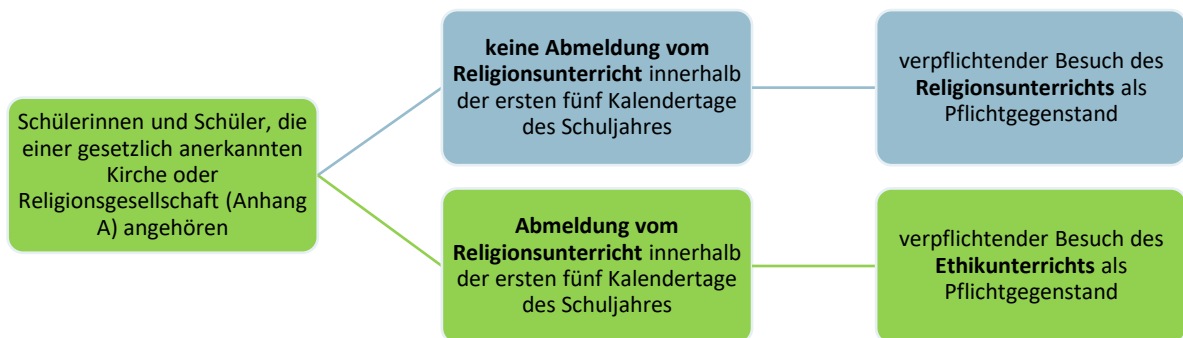 Schülerinnen und Schüler, die
einer gesetzlich anerkannten
Kirche oder
Religionsgesellschaft (Anhang
A) angehören
keine Abmeldung vom
Religionsunterricht innerhalb
der ersten fünf Kalendertage
des Schuljahres
verpflichtender Besuch des
Religionsunterrichts als
Pflichtgegenstand
Abmeldung vom
Religionsunterricht innerhalb
der ersten fünf Kalendertage
des Schuljahres
verpflichtender Besuch des
Ethikunterrichts als
Pflichtgegenstand